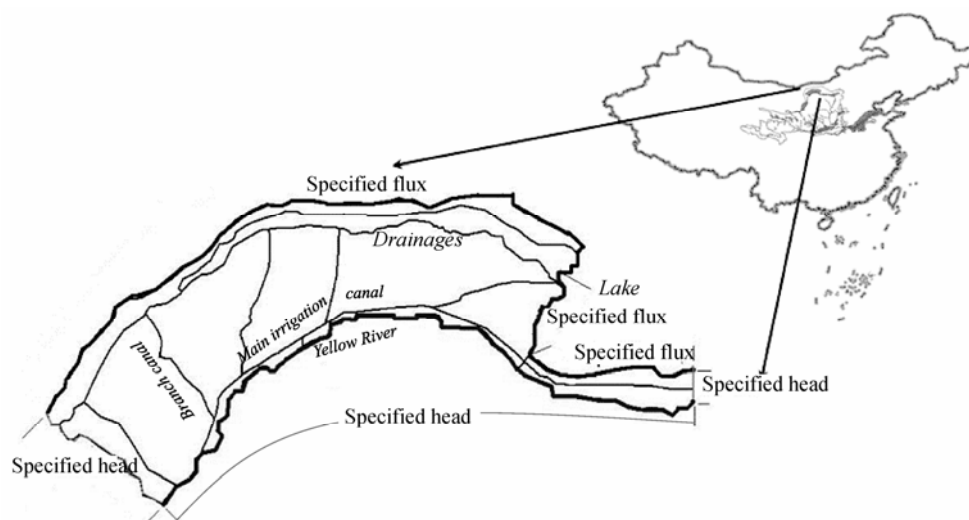 Specified flux
Drainages
Lake
canal
Main irrigation
Specified flux
Yellow River
Specified flux
Branch canal
Specified head
Specified head
Specified head